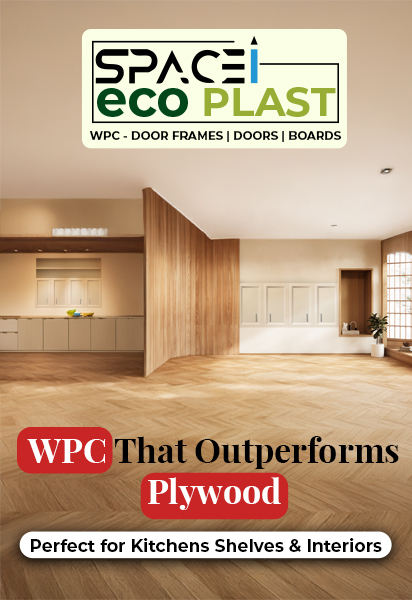 SPACEI
eco PLAST
WPC - DOOR FRAMES | DOORS | BOARDS
WPC That Outperforms
Plywood
Perfect for Kitchens Shelves & Interiors